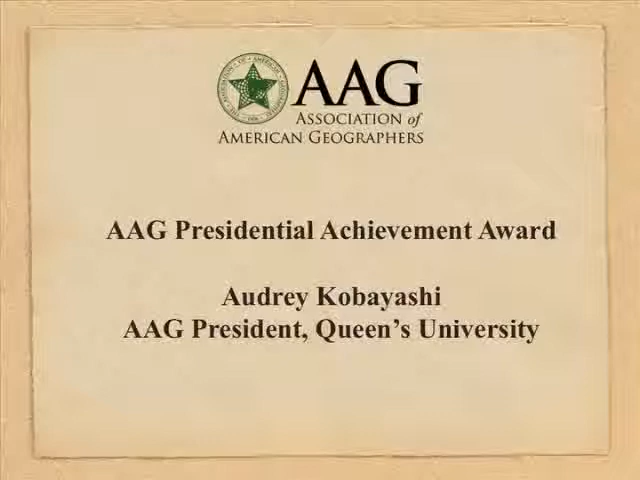 AAG
ASSOCIATION of
AMERICAN GEOGRAPHERS
AAG Presidential Achievement Award
Audrey Kobayashi
AAG President, Queen's University